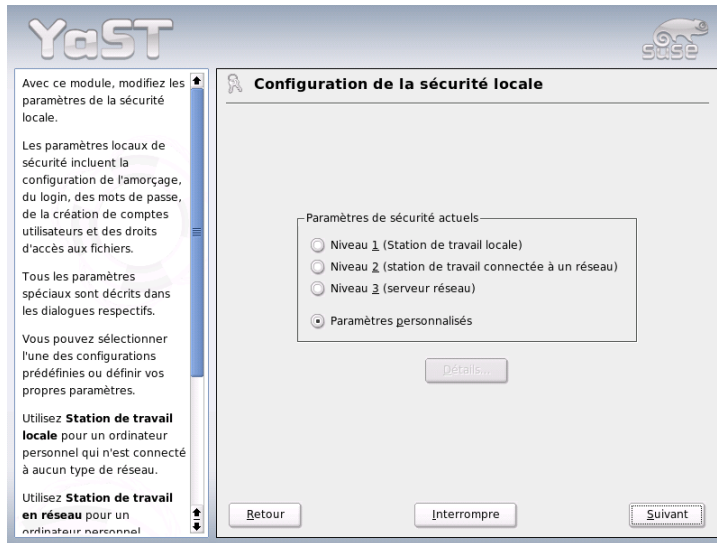 YaST
SUSE
Avec ce module, modifiez les
paramètres de la sécurité
locale.
Les paramètres locaux de
sécurité incluent la
configuration de l'amorçage,
du login, des mots de passe,
de la création de comptes
utilisateurs et des droits
d'accès aux fichiers.
Tous les paramètres
spéciaux sont décrits dans
les dialogues respectifs.
Vous pouvez sélectionner
l'une des configurations
prédéfinies ou définir vos
propres paramètres.
Utilisez Station de travail
locale pour un ordinateur
personnel qui n'est connecté
à aucun type de réseau.
Utilisez Station de travail
en réseau pour un
ordinateur personnel
Configuration de la sécurité locale
Paramètres de sécurité actuels
Niveau 1 (Station de travail locale)
Niveau 2 (station de travail connectée à un réseau)
Niveau 3 (serveur réseau)
Paramètres personnalisés
Détails...
Retour
Interrompre
Suivant